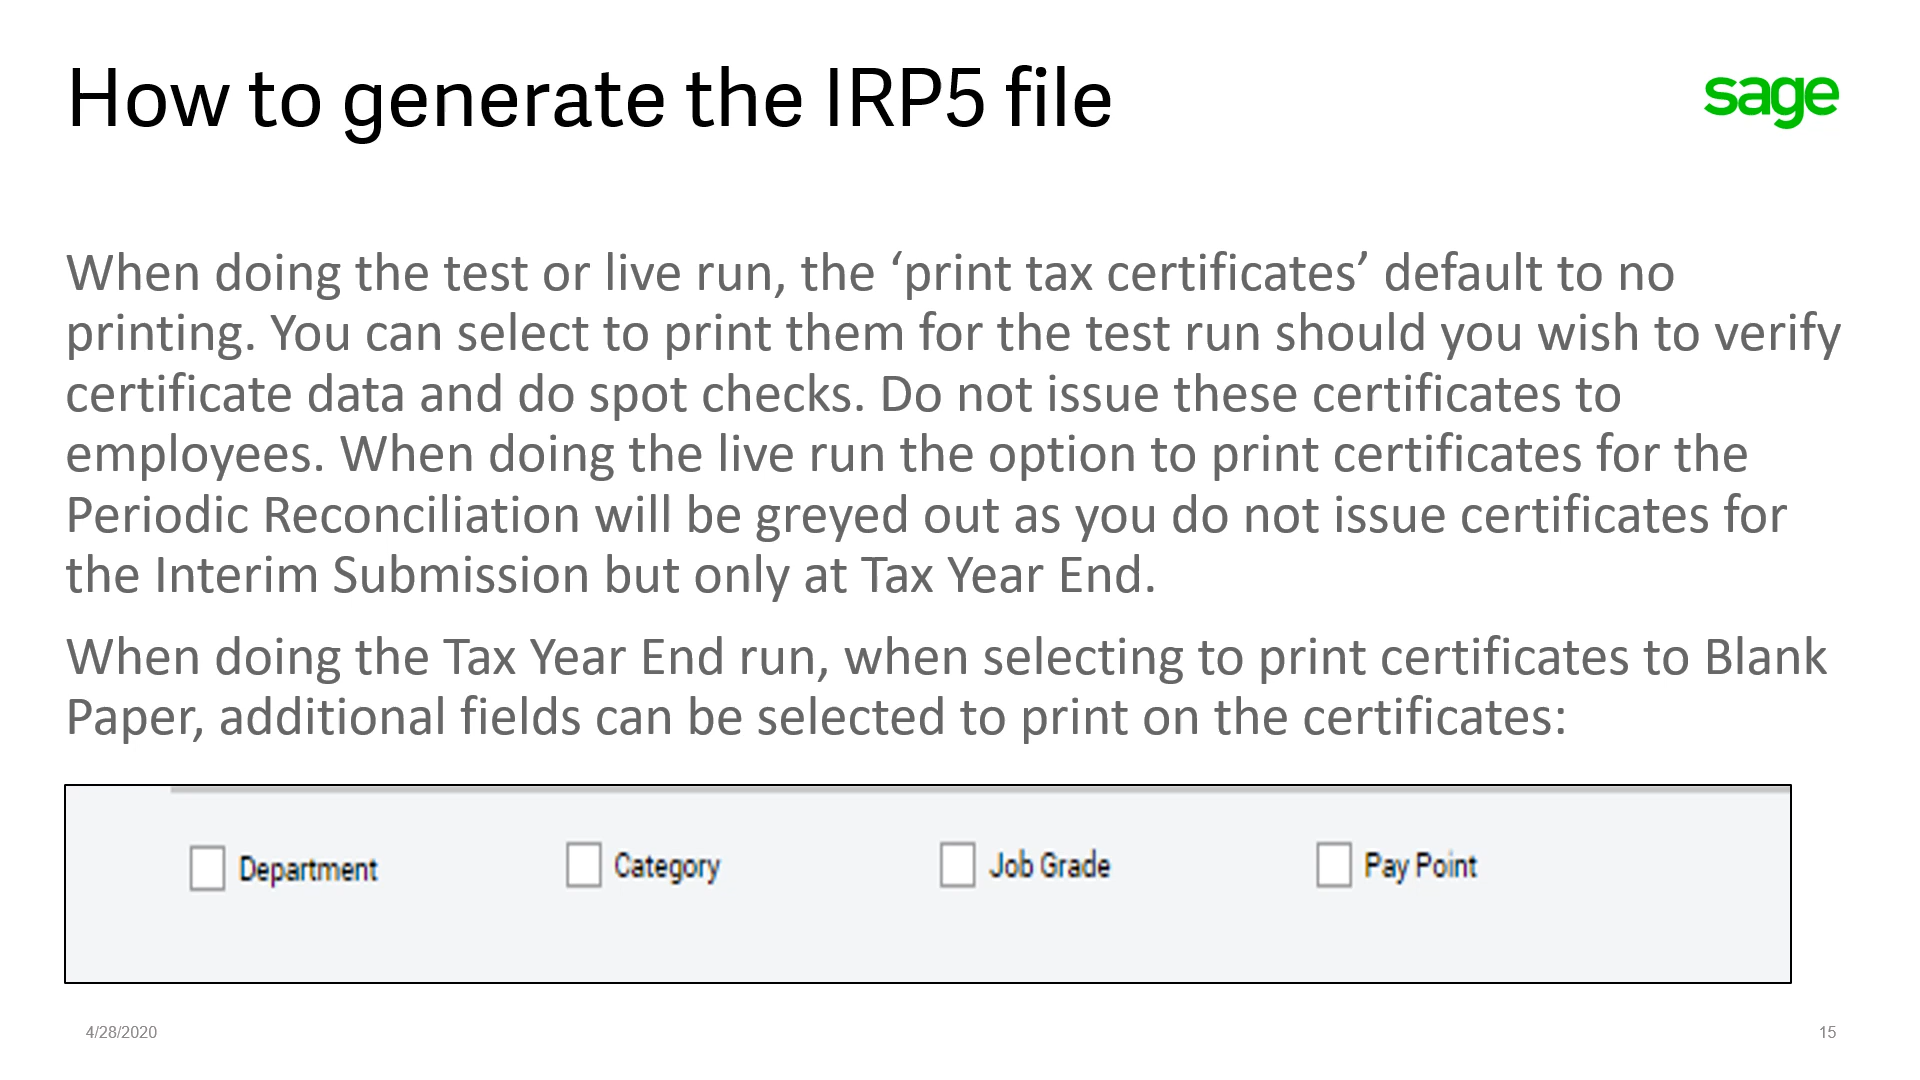 How to generate the IRP5 file
sage
When doing the test or live run, the ‘print tax certificates’ default to no
printing. You can select to print them for the test run should you wish to verify
certificate data and do spot checks. Do not issue these certificates to
employees. When doing the live run the option to print certificates for the
Periodic Reconciliation will be greyed out as you do not issue certificates for
the Interim Submission but only at Tax Year End.
When doing the Tax Year End run, when selecting to print certificates to Blank
Paper, additional fields can be selected to print on the certificates:
Department Category Job Grade Pay Point
4/28/2020 15